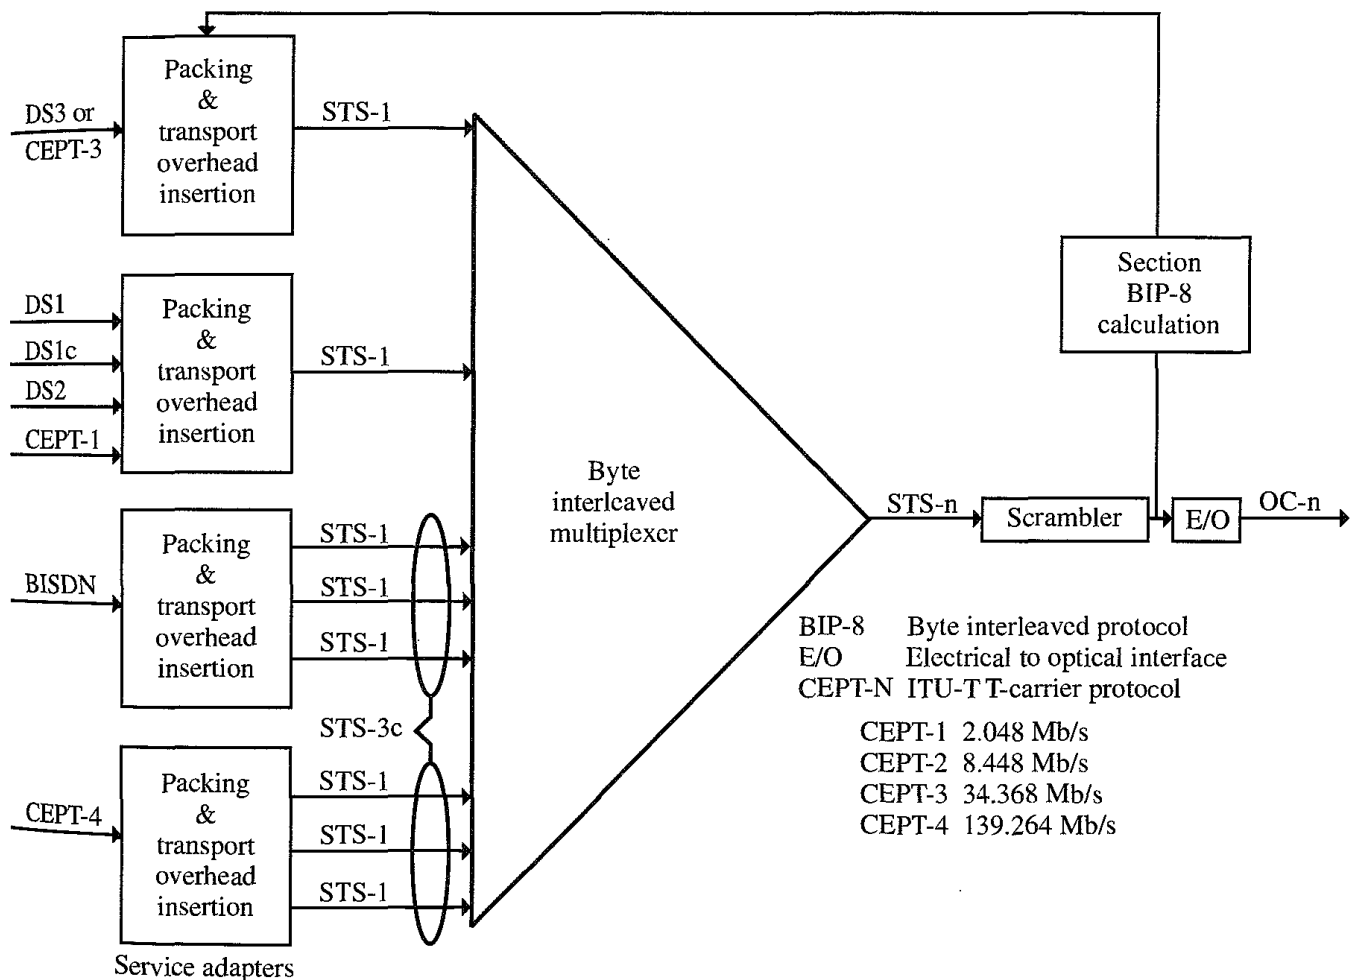 Packing
&
transport
overhead
insertion
DS3 or
CEPT-3
STS-1
Section
BIP-8
calculation
DS1
DS1c
DS2
CEPT-1
Packing
&
transport
overhead
insertion
STS-1
Byte
interleaved
multiplexer
STS-n
Scrambler
E/O
OC-n
BISDN
Packing
&
transport
overhead
insertion
STS-1
STS-1
STS-1
STS-3c
CEPT-4
Packing
&
transport
overhead
insertion
STS-1
STS-1
STS-1
Service adapters
BIP-8 Byte interleaved protocol
E/O Electrical to optical interface
CEPT-N ITU-T T-carrier protocol
CEPT-1 2.048 Mb/s
CEPT-2 8.448 Mb/s
CEPT-3 34.368 Mb/s
CEPT-4 139.264 Mb/s